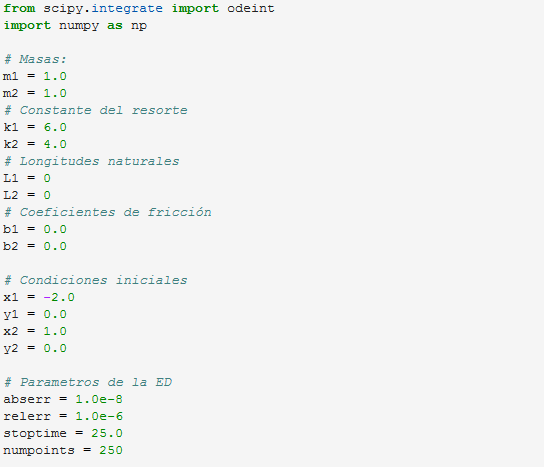 from scipy.integrate import odeint
import numpy as np
# Masas:
m1 = 1.0
m2 = 1.0
# Constante del resorte
k1 = 6.0
k2 = 4.0
# Longitudes naturales
L1 = 0
L2 = 0
# Coeficientes de fricción
b1 = 0.0
b2 = 0.0
# Condiciones iniciales
x1 = -2.0
y1 = 0.0
x2 = 1.0
y2 = 0.0
# Parametros de la ED
abserr = 1.0e-8
relerr = 1.0e-6
stoptime = 25.0
numpoints = 250